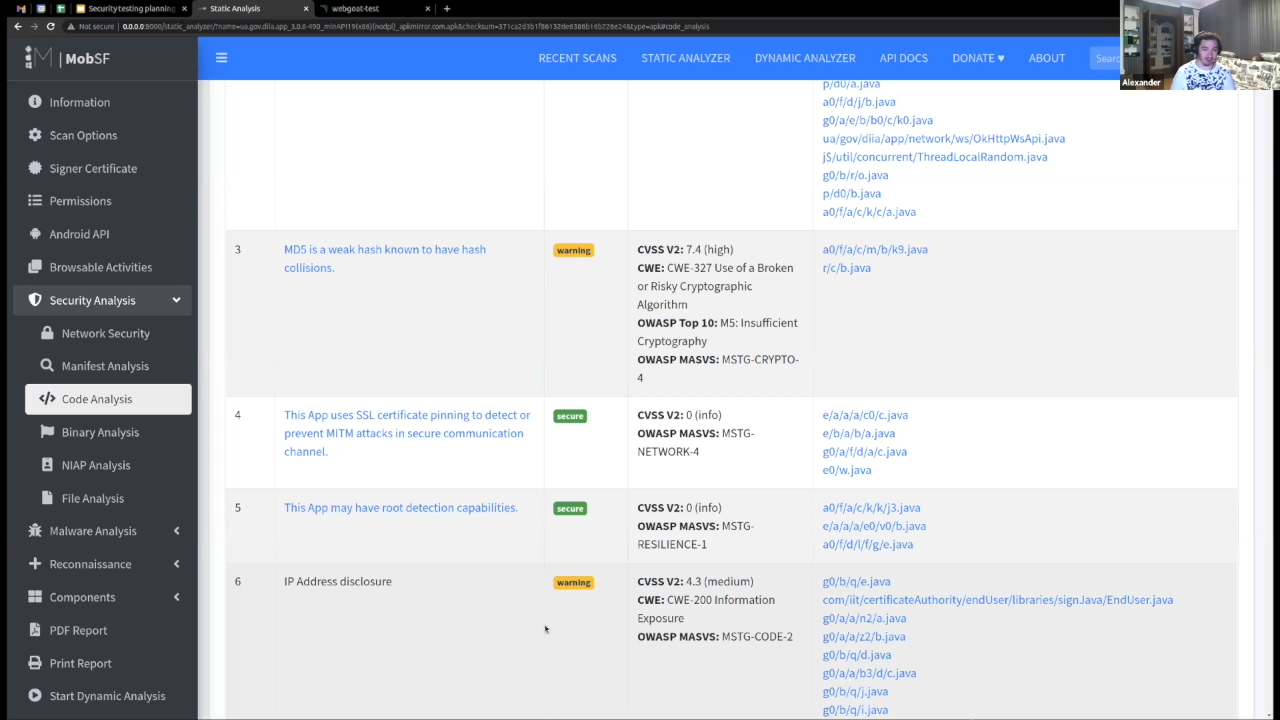 Security testing planning
Static Analysis
webgoat-test
Not secure
0.0.0.0:8000/static_analyzer/?name=ua.gov.diia.app_3.0.6-490_minAPI19(x86)(nodpi)_apkmirror.com.apk&checksum=371ca2d3b1f86132de6386b16b226e24&type=apk#code_analysis
MobSF
RECENT SCANS
STATIC ANALYZER
DYNAMIC ANALYZER
API DOCS
DONATE ♥
ABOUT
Alexander
Information
Scan Options
Signer Certificate
Permissions
Android API
Browsable Activities
Security Analysis
Network Security
Manifest Analysis
Code Analysis
Binary Analysis
NIAP Analysis
File Analysis
Malware Analysis
Reconnaissance
Components
PDF Report
Print Report
Start Dynamic Analysis
p/d0/a.java
a0/f/d/j/b.java
g0/a/e/b/b0/c/k0.java
ua/gov/diia/app/network/ws/OkHttpWsApi.java
j$/util/concurrent/ThreadLocalRandom.java
g0/b/r/o.java
p/d0/b.java
a0/f/a/c/k/c/a.java
3
MD5 is a weak hash known to have hash
collisions.
warning
CVSS V2: 7.4 (high)
CWE: CWE-327 Use of a Broken
or Risky Cryptographic
Algorithm
OWASP Top 10: M5: Insufficient
Cryptography
OWASP MASVS: MSTG-CRYPTO-
4
a0/f/a/c/m/b/k9.java
r/c/b.java
4
This App uses SSL certificate pinning to detect or
prevent MITM attacks in secure communication
channel.
secure
CVSS V2: 0 (info)
OWASP MASVS: MSTG-
NETWORK-4
e/a/a/a/c0/c.java
e/b/a/b/a.java
g0/a/f/d/a/c.java
e0/w.java
5
This App may have root detection capabilities.
secure
CVSS V2: 0 (info)
OWASP MASVS: MSTG-
RESILIENCE-1
a0/f/a/c/k/k/j3.java
e/a/a/a/e0/v0/b.java
a0/f/d/l/f/g/e.java
6
IP Address disclosure
warning
CVSS V2: 4.3 (medium)
CWE: CWE-200 Information
Exposure
OWASP MASVS: MSTG-CODE-2
g0/b/q/e.java
com/iit/certificateAuthority/endUser/libraries/signJava/EndUser.java
g0/a/a/n2/a.java
g0/a/a/z2/b.java
g0/b/q/d.java
g0/a/a/b3/d/c.java
g0/b/q/j.java
g0/b/q/i.java